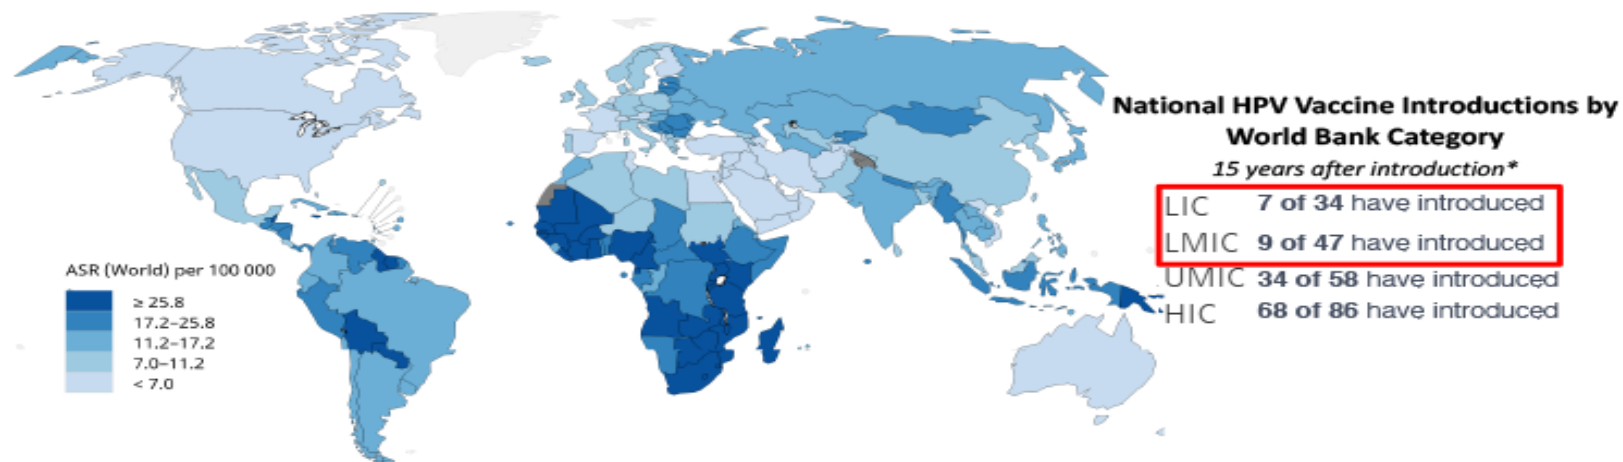 National HPV Vaccine Introductions by
World Bank Category
15 years after introduction*
LIC 7 of 34 have introduced
LMIC 9 of 47 have introduced
UMIC 34 of 58 have introduced
HIC 68 of 86 have introduced
ASR (World) per 100 000
≥ 25.8
17.2–25.8
11.2–17.2
7.0–11.2
< 7.0